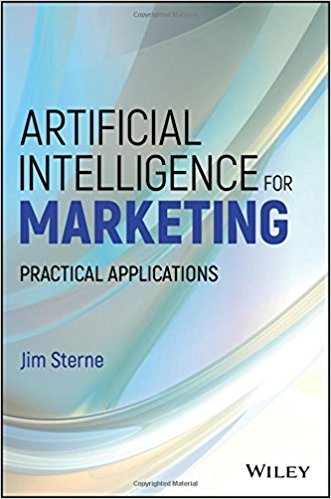 ARTIFICIAL
INTELLIGENCE FOR
MARKETING
PRACTICAL APPLICATIONS
Jim Sterne
WILEY